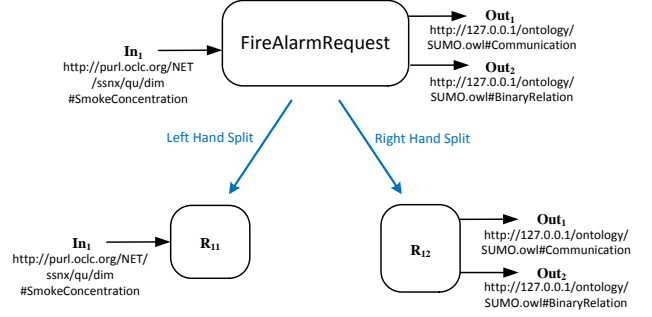 FireAlarmRequest
In1
http://purl.oclc.org/NET
/ssnx/qu/dim
#SmokeConcentration
Out1
http://127.0.0.1/ontology/
SUMO.owl#Communication
Out2
http://127.0.0.1/ontology/
SUMO.owl#BinaryRelation
Left Hand Split
Right Hand Split
In1
http://purl.oclc.org/NET/
ssnx/qu/dim
#SmokeConcentration
R11
R12
Out1
http://127.0.0.1/ontology/
SUMO.owl#Communication
Out2
http://127.0.0.1/ontology/
SUMO.owl#BinaryRelation